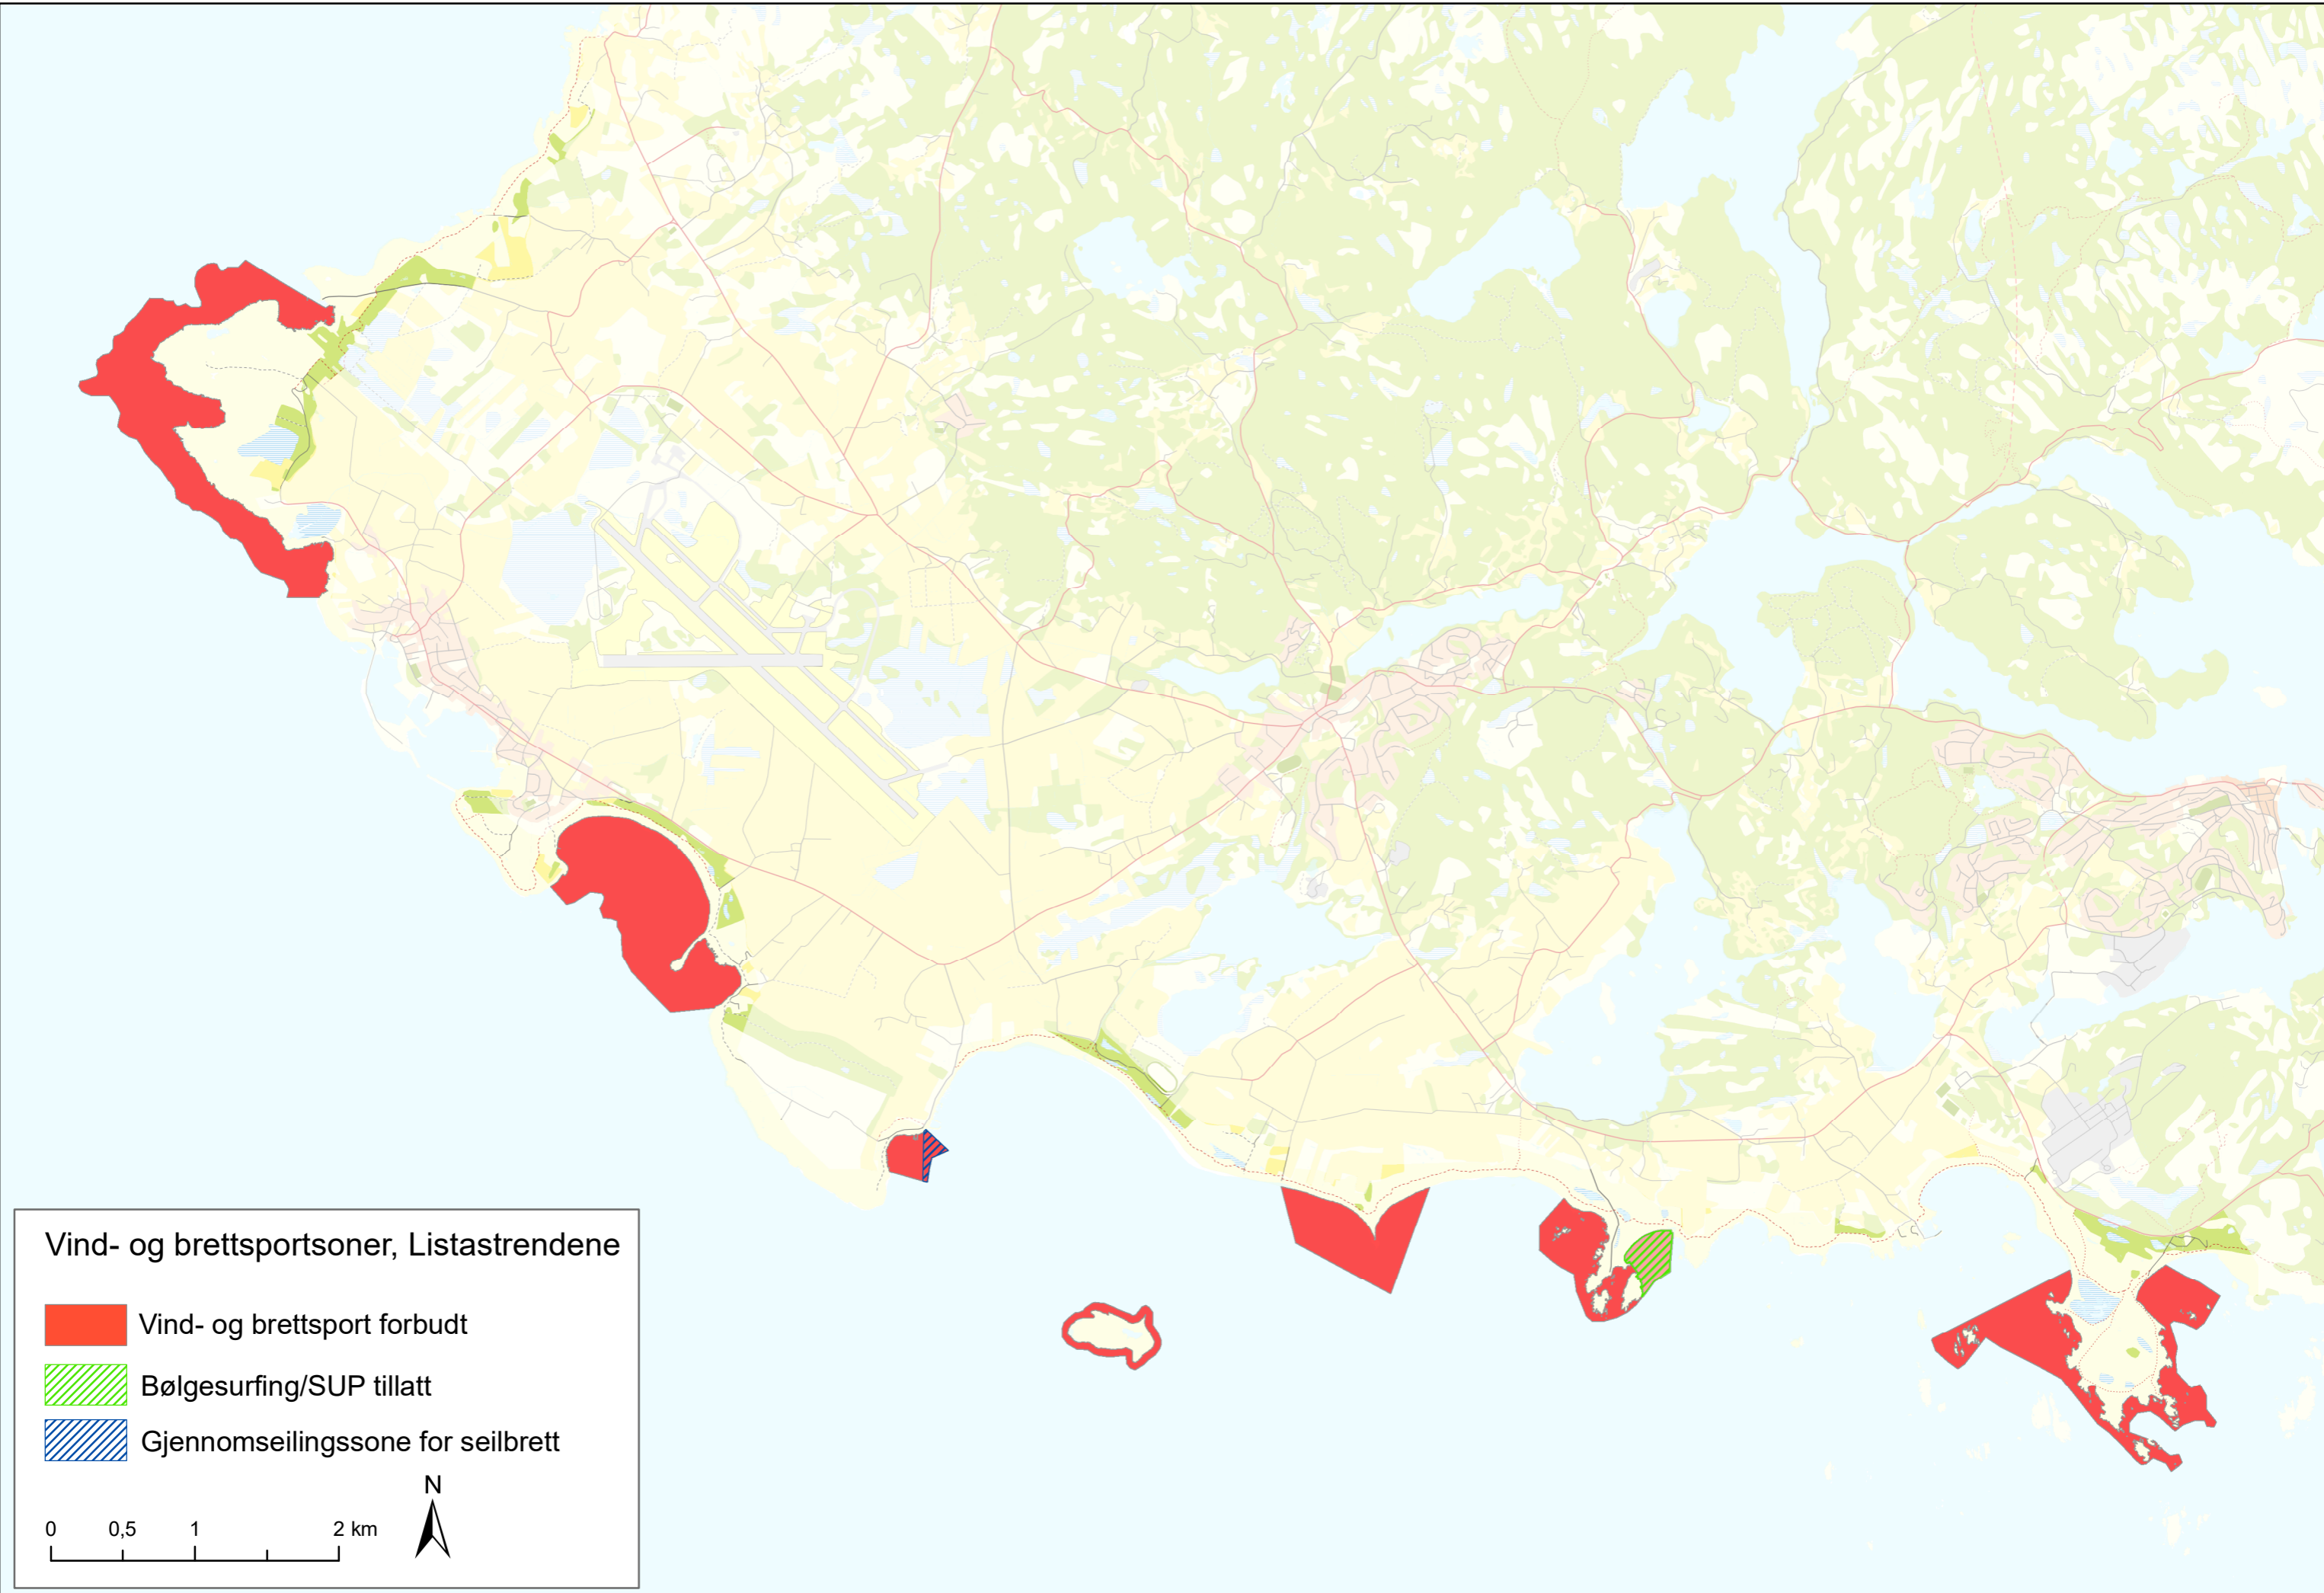 Vind- og brettsportsoner, Listastrendene
Vind- og brettsport forbudt
Bølgesurfing/SUP tillatt
Gjennomseilingssone for seilbrett
N
0 0,5 1 2 km